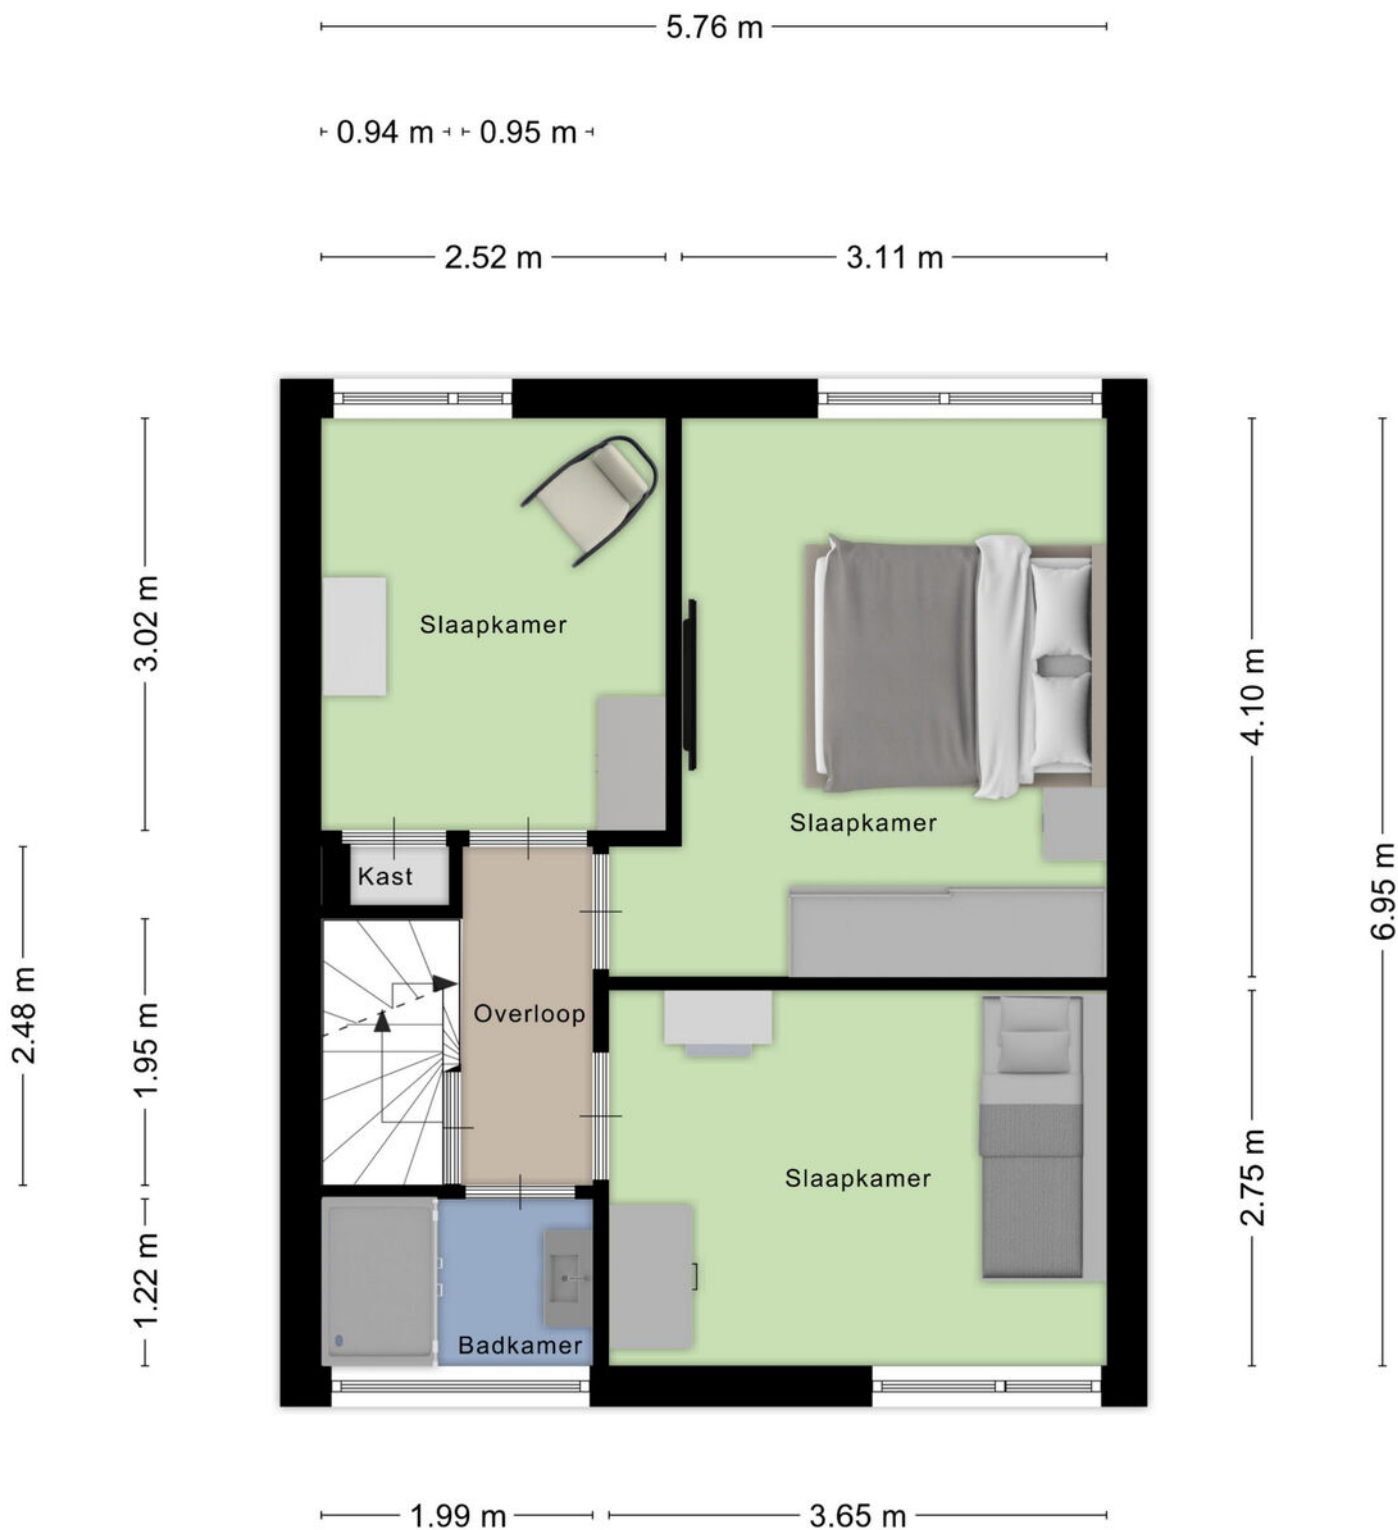 5.76 m
0.94 m
0.95 m
2.52 m
3.11 m
3.02 m
Slaapkamer
4.10 m
Slaapkamer
6.95 m
Kast
2.48 m
1.95 m
Overloop
Slaapkamer
2.75 m
1.22 m
Badkamer
1.99 m
3.65 m